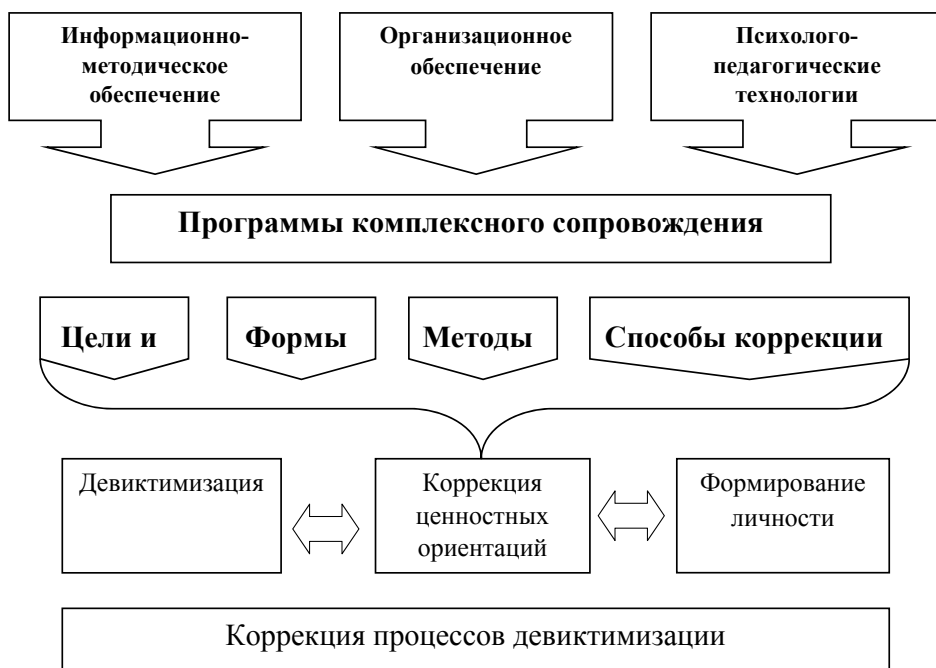 Информационно-
методическое
обеспечение
Организационное
обеспечение
Психолого-
педагогические
технологии
Программы комплексного сопровождения
Цели и
Формы
Методы
Способы коррекции
Девиктимизация
Коррекция
ценностных
ориентаций
Формирование
личности
Коррекция процессов девиктимизации